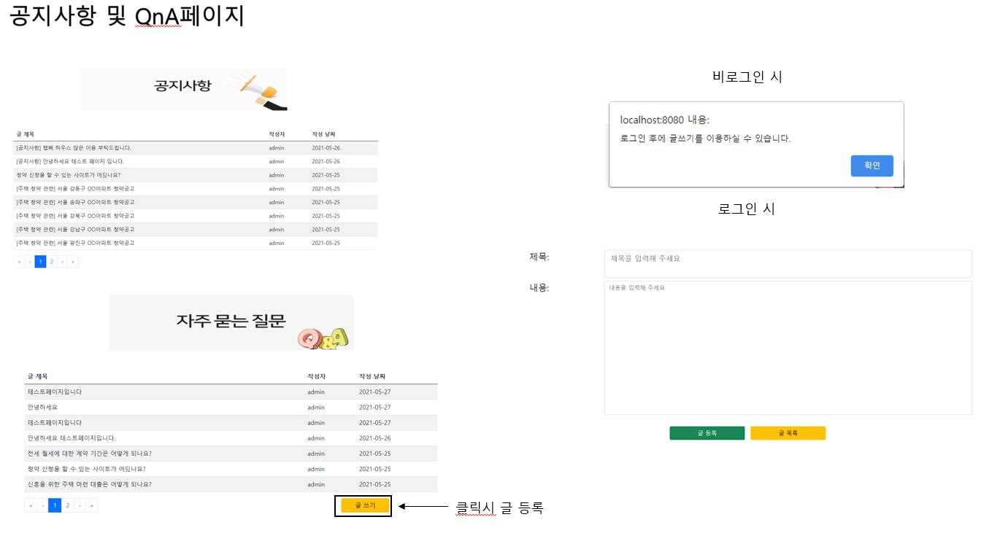 공지사항 및 QnA페이지
공지사항
글 제목 작성자 작성 날짜
[공지사항] 햅삐 하우스 많은 이용 부탁드립니다. admin 2021-05-26
[공지사항] 안녕하세요 테스트 페이지 입니다. admin 2021-05-26
청약 신청을 할 수 있는 사이트가 어딨나요? admin 2021-05-25
[주택 청약 관련] 서울 강동구 OO아파트 청약공고 admin 2021-05-25
[주택 청약 관련] 서울 송파구 OO아파트 청약공고 admin 2021-05-25
[주택 청약 관련] 서울 강북구 OO아파트 청약공고 admin 2021-05-25
[주택 청약 관련] 서울 강남구 OO아파트 청약공고 admin 2021-05-25
[주택 청약 관련] 서울 광진구 OO아파트 청약공고 admin 2021-05-25
« ‹ 1 2 › »
자주 묻는 질문
Q&A
글 제목 작성자 작성 날짜
테스트페이지입니다 admin 2021-05-27
안녕하세요 admin 2021-05-27
테스트페이지입니다 admin 2021-05-27
안녕하세요 테스트페이지입니다. admin 2021-05-26
전세 월세에 대한 계약 기간은 어떻게 되나요? admin 2021-05-25
청약 신청을 할 수 있는 사이트가 어딨나요? admin 2021-05-25
신혼을 위한 주택 마련 대출은 어떻게 되나요? admin 2021-05-25
« ‹ 1 2 › »
글 쓰기
클릭시 글 등록
비로그인 시
localhost:8080 내용:
로그인 후에 글쓰기를 이용하실 수 있습니다.
확인
로그인 시
제목: 제목을 입력해 주세요
내용: 내용을 입력해 주세요
글 등록 글 목록